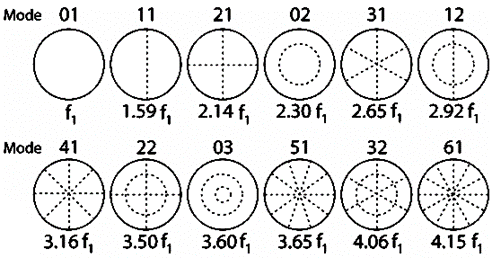 Mode 01 11 21 02 31 12
f₁ 1.59 f₁ 2.14 f₁ 2.30 f₁ 2.65 f₁ 2.92 f₁
Mode 41 22 03 51 32 61
3.16 f₁ 3.50 f₁ 3.60 f₁ 3.65 f₁ 4.06 f₁ 4.15 f₁